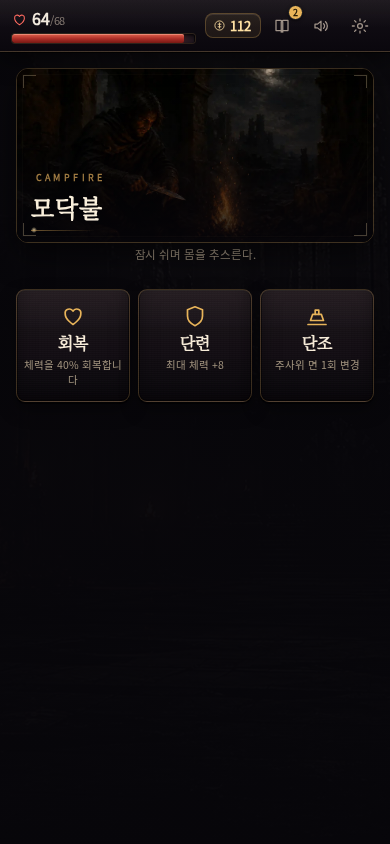 64/68
112
2
CAMPFIRE
모닥불
잠시 쉬며 몸을 추스른다.
회복
체력을 40% 회복합니
다
단련
최대 체력 +8
단조
주사위 면 1회 변경